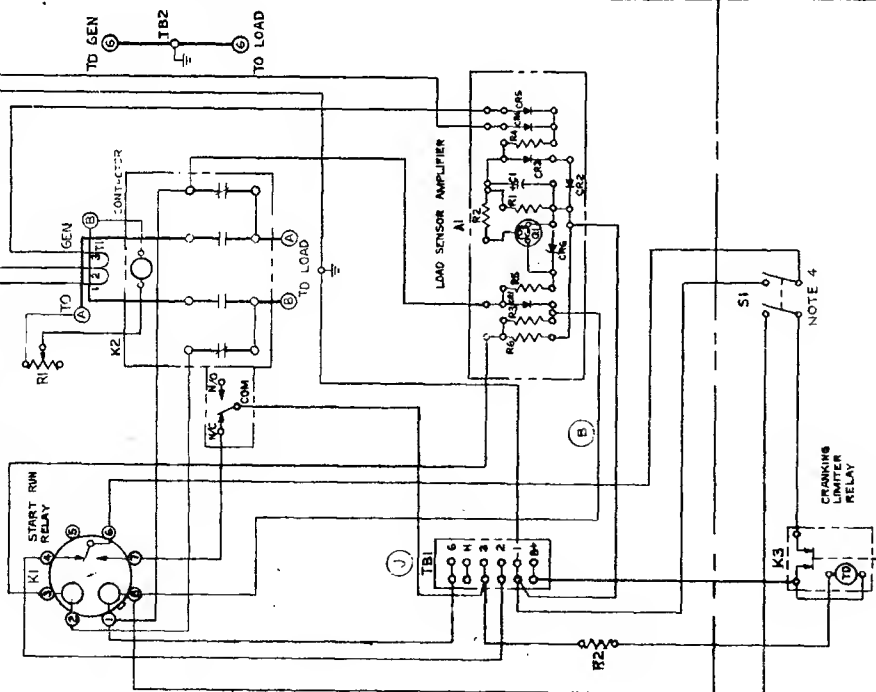 TO GEN
6
TB2
6
TO LOAD
GEN
TO
A
B
1 2 3
T1
K2
R1
A
B
TO LOAD
N/O
N/C
COM
LOAD SENSOR AMPLIFIER
A1
CR5
CR4
R4
CR3
C1
CR2
R1
R2
Q1
CR6
R5
CR1
R3
R6
START RUN
RELAY
K1
1
2
3
4
5
6
7
8
B
J
TB1
G
H
3
2
1
B+
R2
S1
NOTE 4
CRANKING
LIMITER
RELAY
K3
TD